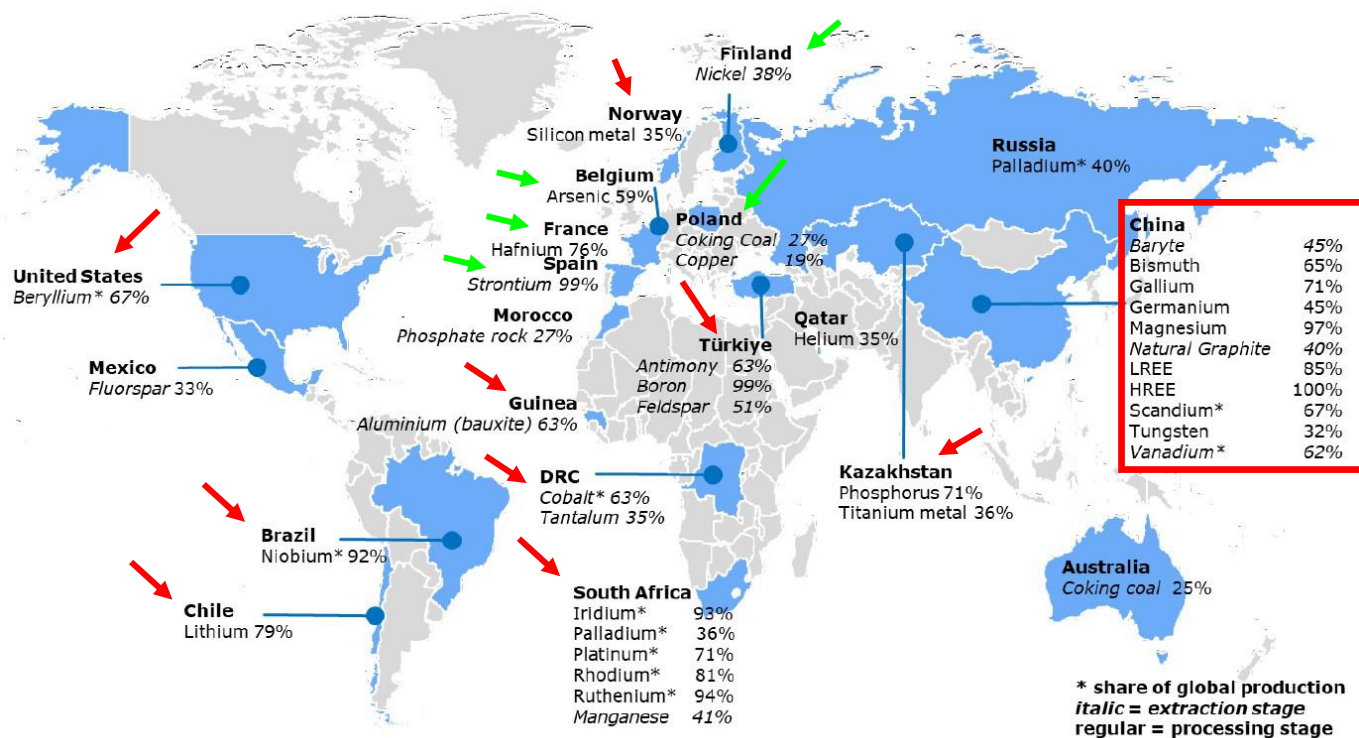 Finland
Nickel 38%
Norway
Silicon metal 35%
Russia
Palladium* 40%
Belgium
Arsenic 59%
France
Hafnium 76%
Spain
Strontium 99%
Poland
Coking Coal 27%
Copper 19%
United States
Beryllium* 67%
Morocco
Phosphate rock 27%
Mexico
Fluorspar 33%
Türkiye
Antimony 63%
Boron 99%
Feldspar 51%
Qatar
Helium 35%
China
Baryte 45%
Bismuth 65%
Gallium 71%
Germanium 45%
Magnesium 97%
Natural Graphite 40%
LREE 85%
HREE 100%
Scandium* 67%
Tungsten 32%
Vanadium* 62%
Guinea
Aluminium (bauxite) 63%
DRC
Cobalt* 63%
Tantalum 35%
Kazakhstan
Phosphorus 71%
Titanium metal 36%
Brazil
Niobium* 92%
Chile
Lithium 79%
South Africa
Iridium* 93%
Palladium* 36%
Platinum* 71%
Rhodium* 81%
Ruthenium* 94%
Manganese 41%
Australia
Coking coal 25%
* share of global production
italic = extraction stage
regular = processing stage